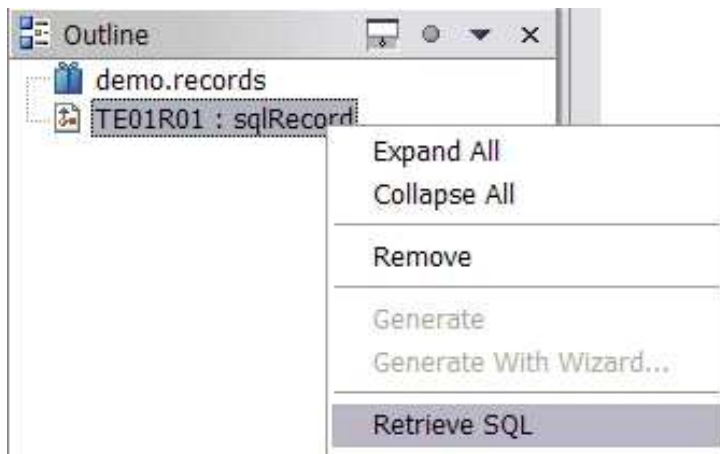 Outline
demo.records
TE01R01 : sqlRecord
Expand All
Collapse All
Remove
Generate
Generate With Wizard...
Retrieve SQL